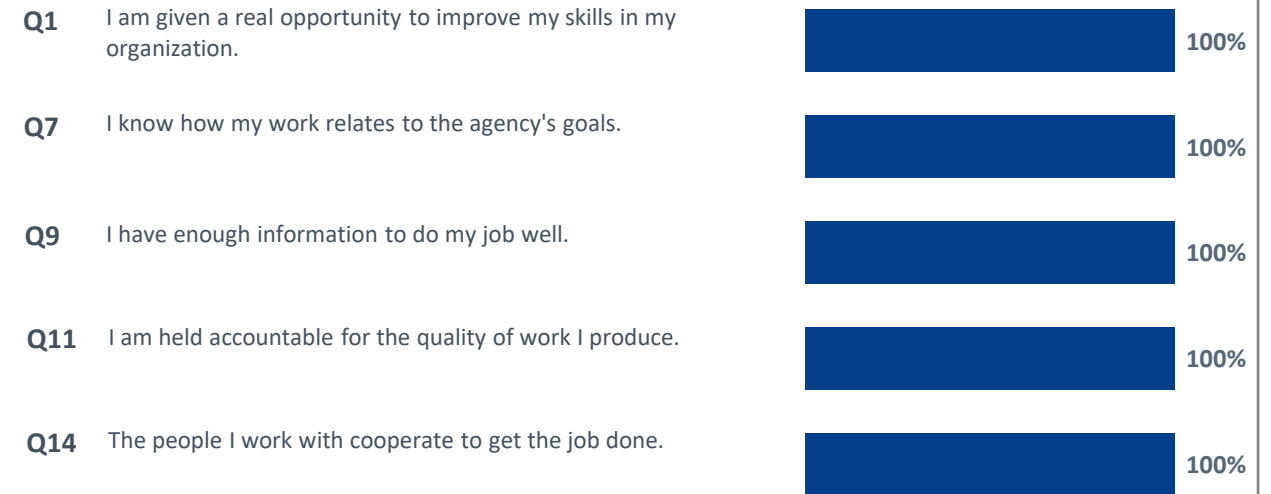 Q1 I am given a real opportunity to improve my skills in my
organization.
100%
Q7 I know how my work relates to the agency's goals.
100%
Q9 I have enough information to do my job well.
100%
Q11 I am held accountable for the quality of work I produce.
100%
Q14 The people I work with cooperate to get the job done.
100%